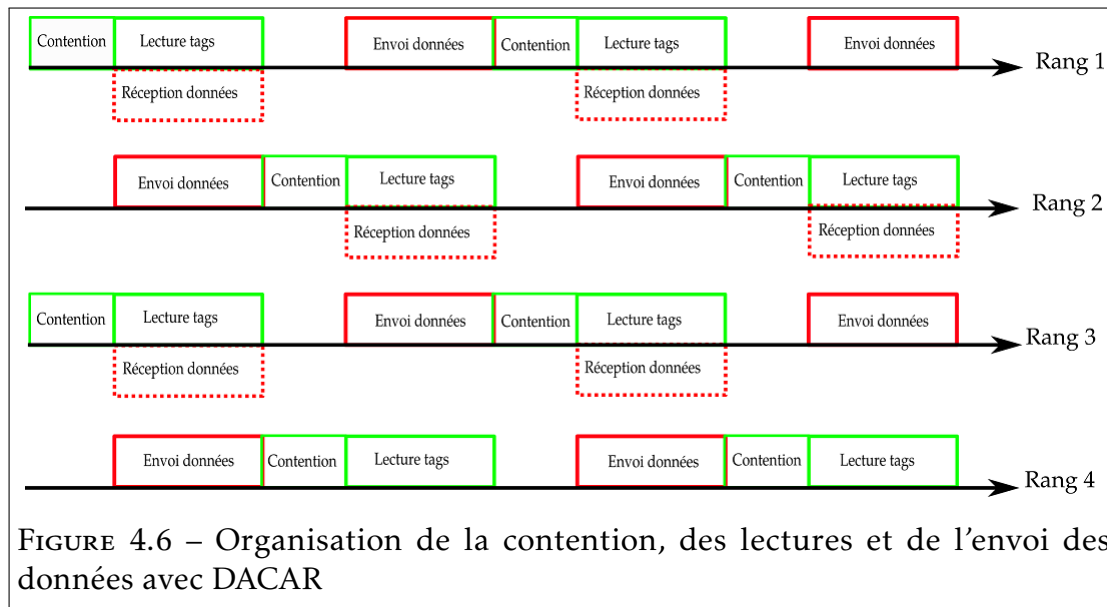 Contention Lecture tags Envoi données Contention Lecture tags Envoi données
Rang 1
Réception données Réception données
Envoi données Contention Lecture tags Envoi données Contention Lecture tags
Rang 2
Réception données Réception données
Contention Lecture tags Envoi données Contention Lecture tags Envoi données
Rang 3
Réception données Réception données
Envoi données Contention Lecture tags Envoi données Contention Lecture tags
Rang 4
FIGURE 4.6 – Organisation de la contention, des lectures et de l'envoi des
données avec DACAR